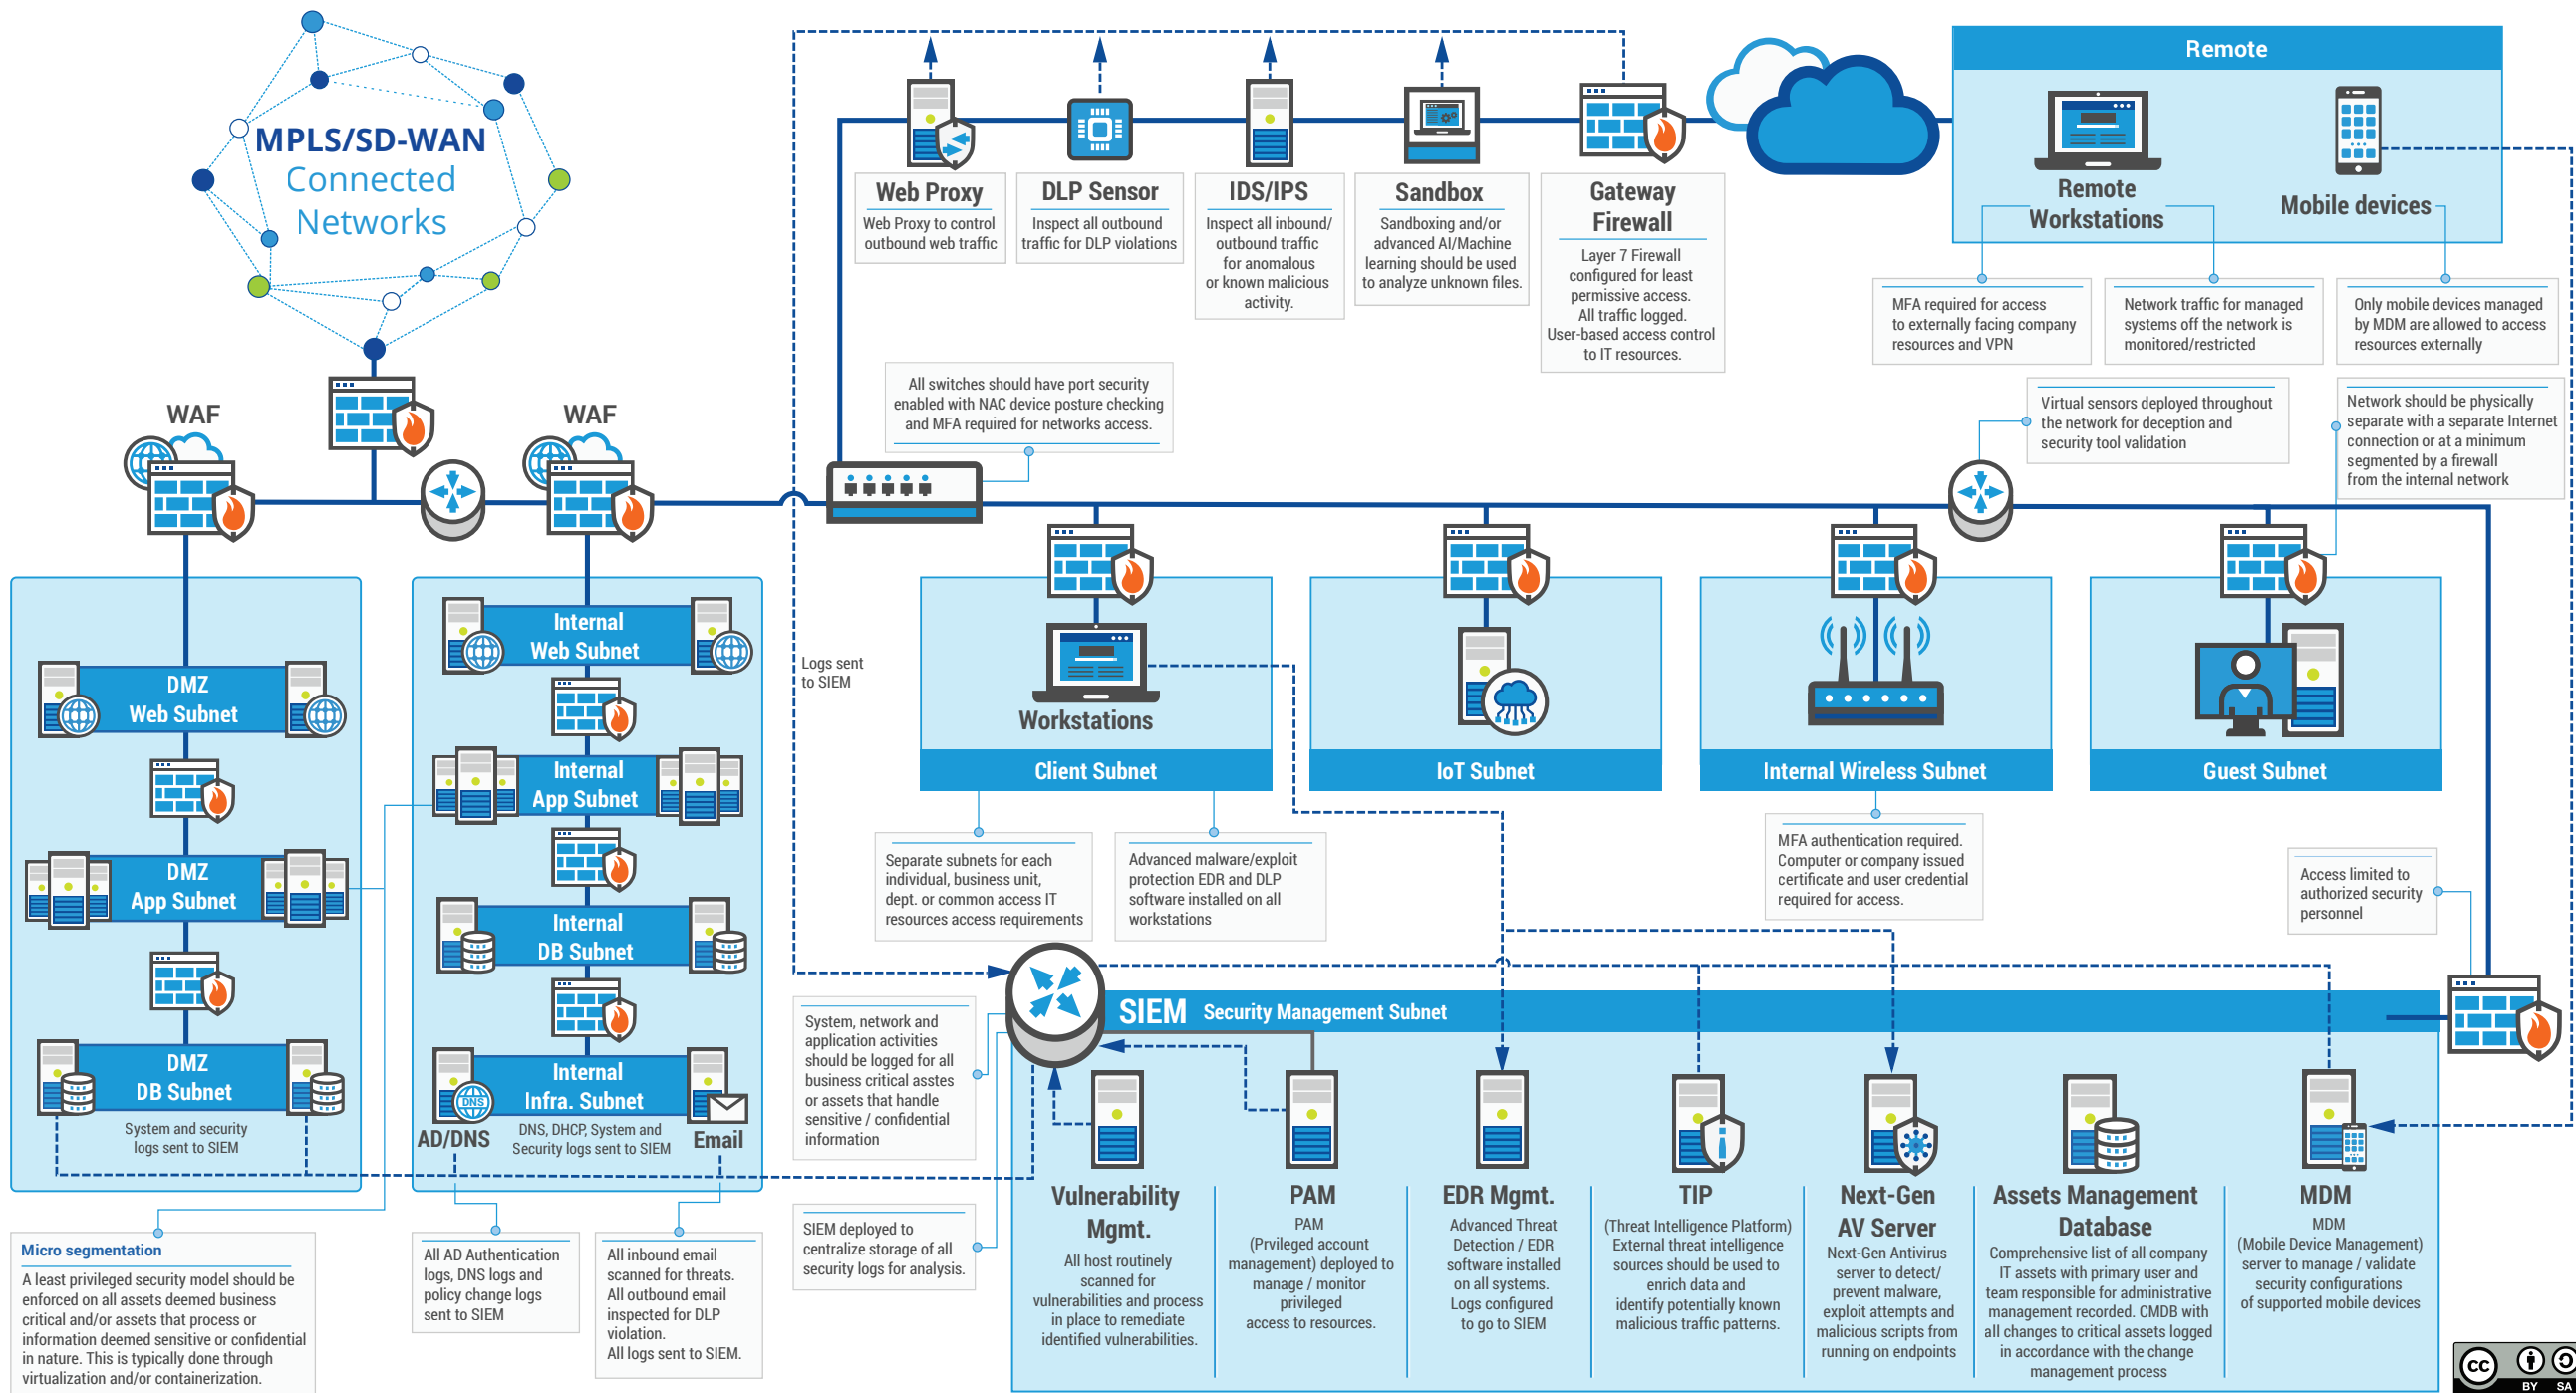 MPLS/SD-WAN
Connected
Networks
Remote
Remote
Workstations
Mobile devices
Web Proxy
Web Proxy to control
outbound web traffic
DLP Sensor
Inspect all outbound
traffic for DLP violations
IDS/IPS
Inspect all inbound/
outbound traffic
for anomalous
or known malicious
activity.
Sandbox
Sandboxing and/or
advanced AI/Machine
learning should be used
to analyze unknown files.
Gateway
Firewall
Layer 7 Firewall
configured for least
permissive access.
All traffic logged.
User-based access control
to IT resources.
MFA required for access
to externally facing company
resources and VPN
Network traffic for managed
systems off the network is
monitored/restricted
Only mobile devices managed
by MDM are allowed to access
resources externally
All switches should have port security
enabled with NAC device posture checking
and MFA required for networks access.
Virtual sensors deployed throughout
the network for deception and
security tool validation
Network should be physically
separate with a separate Internet
connection or at a minimum
segmented by a firewall
from the internal network
WAF
WAF
DMZ
Web Subnet
DMZ
App Subnet
DMZ
DB Subnet
System and security
logs sent to SIEM
Internal
Web Subnet
Internal
App Subnet
Internal
DB Subnet
Internal
Infra. Subnet
DNS
AD/DNS
DNS, DHCP, System and
Security logs sent to SIEM
Email
Logs sent
to SIEM
Workstations
Client Subnet
IoT Subnet
Internal Wireless Subnet
Guest Subnet
Separate subnets for each
individual, business unit,
dept. or common access IT
resources access requirements
Advanced malware/exploit
protection EDR and DLP
software installed on all
workstations
MFA authentication required.
Computer or company issued
certificate and user credential
required for access.
Access limited to
authorized security
personnel
SIEM Security Management Subnet
System, network and
application activities
should be logged for all
business critical asstes
or assets that handle
sensitive / confidential
information
SIEM deployed to
centralize storage of all
security logs for analysis.
Micro segmentation
A least privileged security model should be
enforced on all assets deemed business
critical and/or assets that process or
information deemed sensitive or confidential
in nature. This is typically done through
virtualization and/or containerization.
All AD Authentication
logs, DNS logs and
policy change logs
sent to SIEM
All inbound email
scanned for threats.
All outbound email
inspected for DLP
violation.
All logs sent to SIEM.
Vulnerability
Mgmt.
All host routinely
scanned for
vulnerabilities and process
in place to remediate
identified vulnerabilities.
PAM
PAM
(Prvileged account
management) deployed to
manage / monitor
privileged
access to resources.
EDR Mgmt.
Advanced Threat
Detection / EDR
software installed
on all systems.
Logs configured
to go to SIEM
TIP
(Threat Intelligence Platform)
External threat intelligence
sources should be used to
enrich data and
identify potentially known
malicious traffic patterns.
Next-Gen
AV Server
Next-Gen Antivirus
server to detect/
prevent malware,
exploit attempts and
malicious scripts from
running on endpoints
Assets Management
Database
Comprehensive list of all company
IT assets with primary user and
team responsible for administrative
management recorded. CMDB with
all changes to critical assets logged
in accordance with the change
management process
MDM
MDM
(Mobile Device Management)
server to manage / validate
security configurations
of supported mobile devices
CC
BY SA